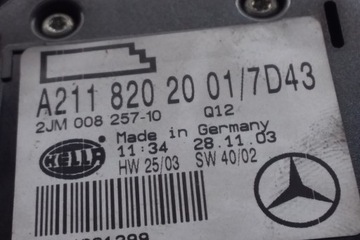 A211 820 20 01/7D43
2JM 008 257-10 Q12
Made in Germany
HELLA 11:34 28.11.03
HW 25/03 SW 40/02